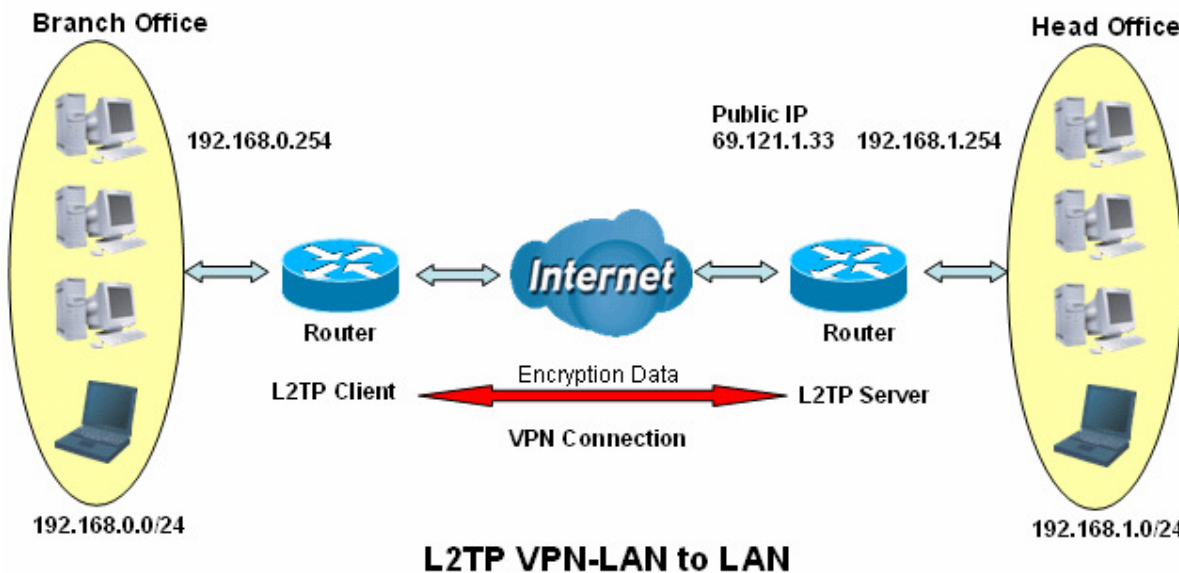 Branch Office
Head Office
192.168.0.254
Public IP
69.121.1.33
192.168.1.254
Internet
Router
Router
L2TP Client
Encryption Data
L2TP Server
VPN Connection
192.168.0.0/24
192.168.1.0/24
L2TP VPN-LAN to LAN